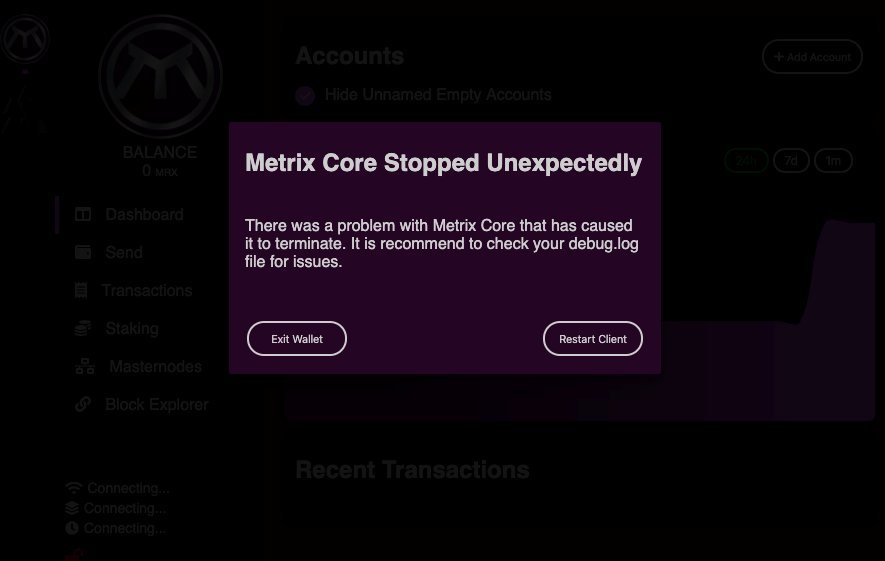 Accounts
+ Add Account
Hide Unnamed Empty Accounts
BALANCE
0 MRX
24h 7d 1m
Dashboard
Send
Transactions
Staking
Masternodes
Block Explorer
Metrix Core Stopped Unexpectedly
There was a problem with Metrix Core that has caused
it to terminate. It is recommend to check your debug.log
file for issues.
Exit Wallet
Restart Client
Recent Transactions
Connecting...
Connecting...
Connecting...